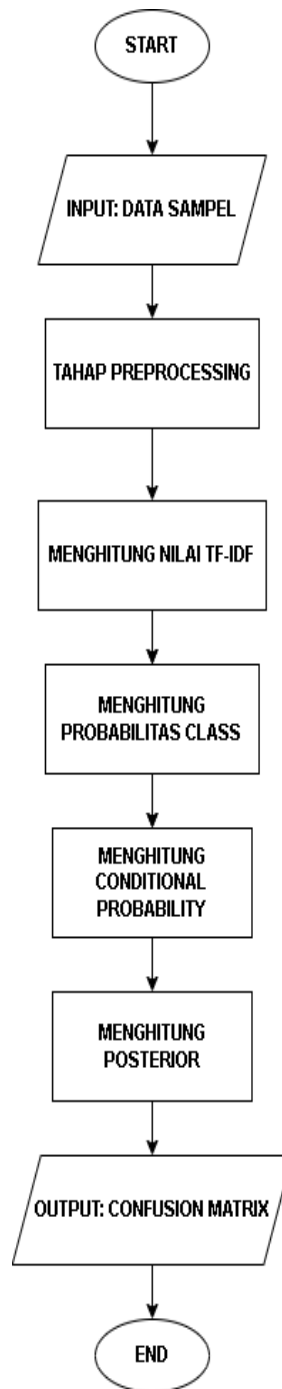 START
INPUT: DATA SAMPEL
TAHAP PREPROCESSING
MENGHITUNG NILAI TF-IDF
MENGHITUNG
PROBABILITAS CLASS
MENGHITUNG
CONDITIONAL
PROBABILITY
MENGHITUNG
POSTERIOR
OUTPUT: CONFUSION MATRIX
END